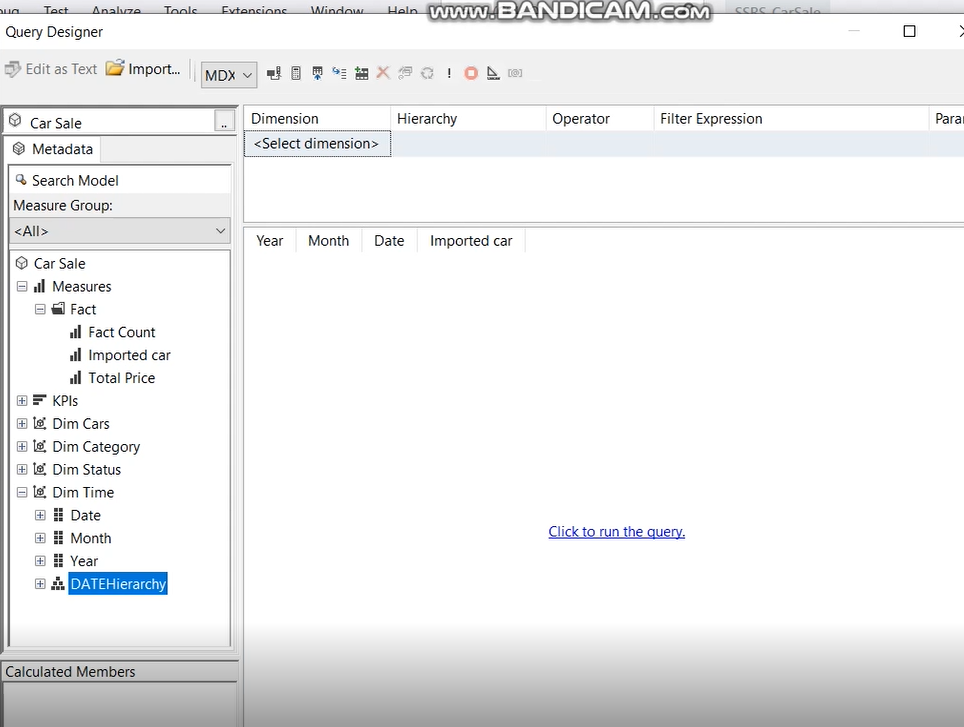 bug Test Analyze Tools Extensions Window Help SSRS-CarSale
www.BANDICAM.com
Query Designer
Edit as Text Import... MDX
Car Sale ..
Metadata
Search Model
Measure Group:
<All>
Car Sale
Measures
Fact
Fact Count
Imported car
Total Price
KPIs
Dim Cars
Dim Category
Dim Status
Dim Time
Date
Month
Year
DATEHierarchy
Calculated Members
Dimension Hierarchy Operator Filter Expression Para
<Select dimension>
Year Month Date Imported car
Click to run the query.